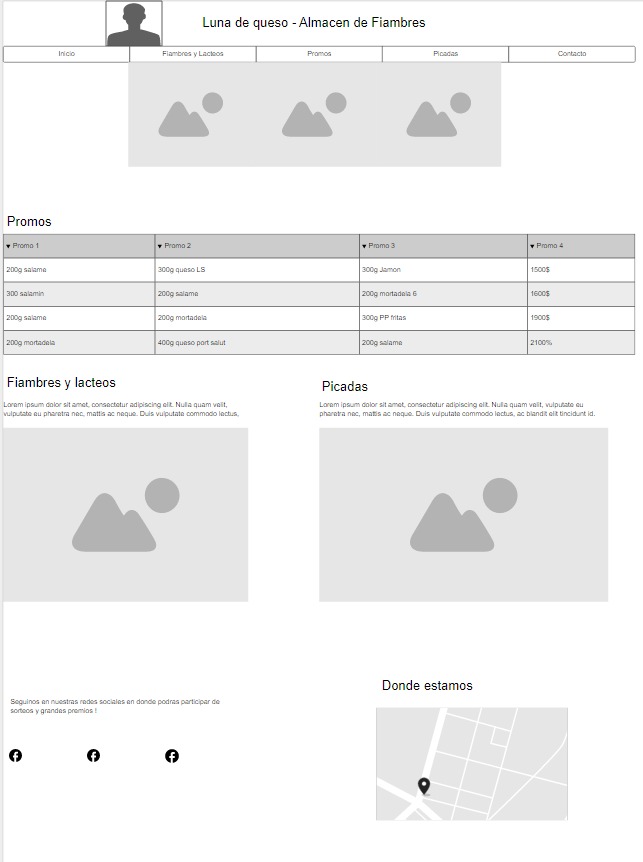 Luna de queso - Almacen de Fiambres
Inicio Fiambres y Lacteos Promos Picadas Contacto
Promos
▼ Promo 1 ▼ Promo 2 ▼ Promo 3 ▼ Promo 4
200g salame 300g queso LS 300g Jamon 1500$
300 salamin 200g salame 200g mortadela 6 1600$
200g salame 200g mortadela 300g PP fritas 1900$
200g mortadela 400g queso port salut 200g salame 2100%
Fiambres y lacteos
Lorem ipsum dolor sit amet, consectetur adipiscing elit. Nulla quam velit,
vulputate eu pharetra nec, mattis ac neque. Duis vulputate commodo lectus,
Picadas
Lorem ipsum dolor sit amet, consectetur adipiscing elit. Nulla quam velit, vulputate eu
pharetra nec, mattis ac neque. Duis vulputate commodo lectus, ac blandit elit tincidunt id.
Seguinos en nuestras redes sociales en donde podras participar de
sorteos y grandes premios !
Donde estamos